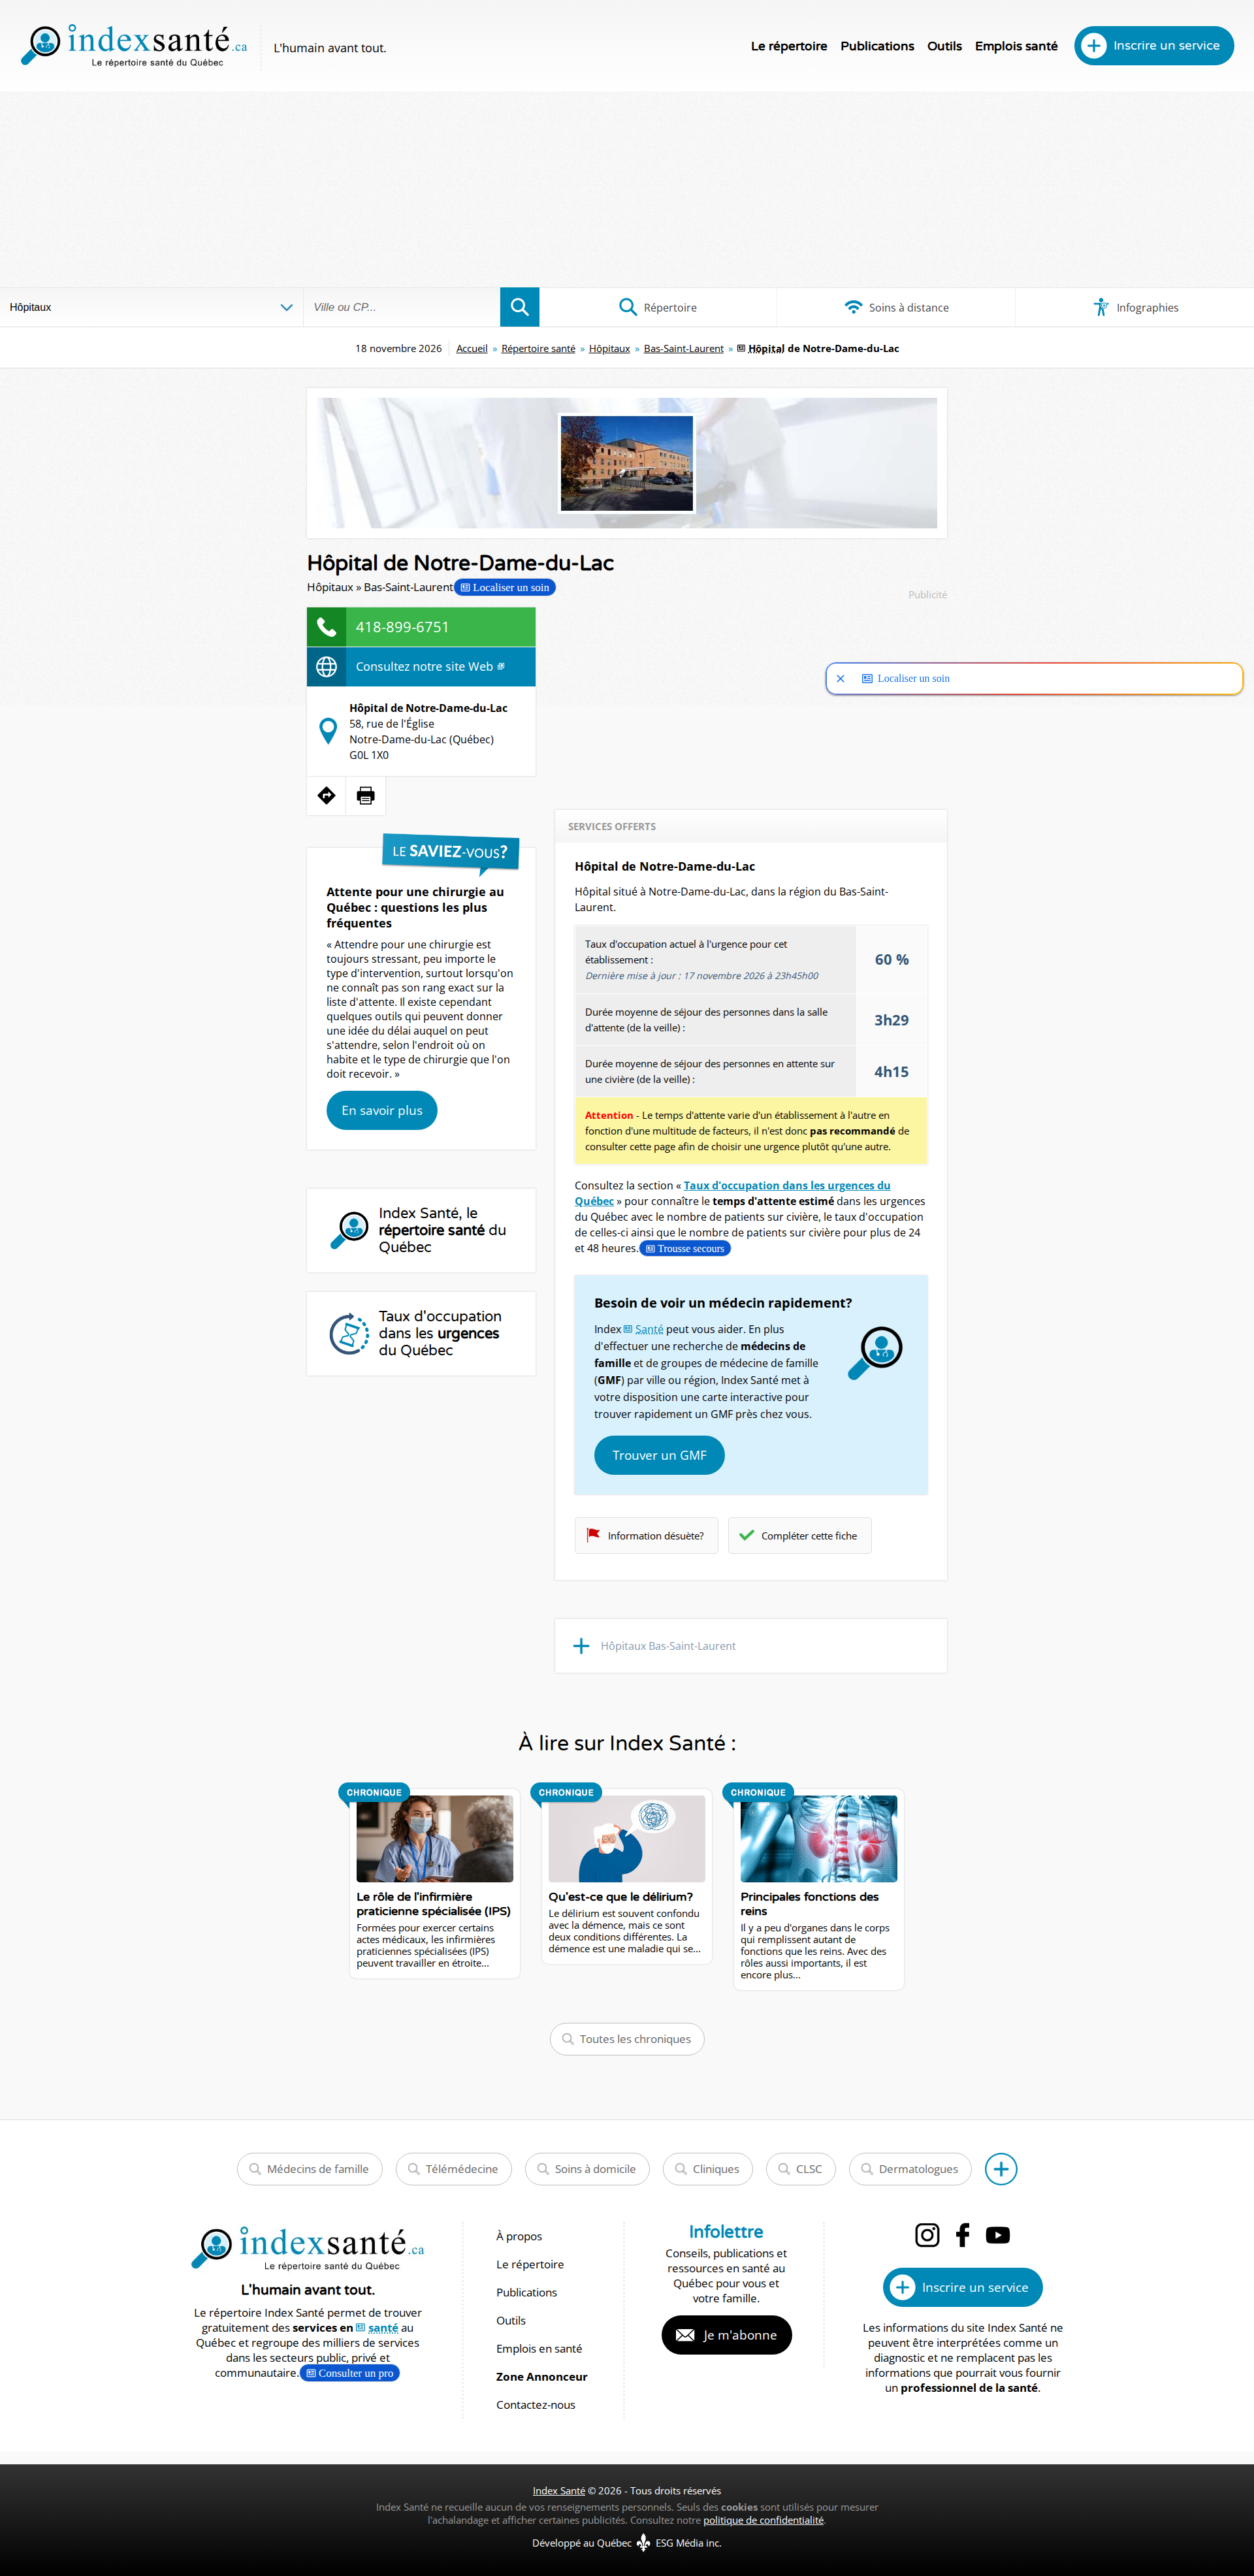 indexsanté.ca
Le répertoire santé du Québec
L'humain avant tout.
Le répertoire
Publications
Outils
Emplois santé
Inscrire un service
Hôpitaux
Ville ou CP...
Répertoire
Soins à distance
Infographies
18 novembre 2026
Accueil » Répertoire santé » Hôpitaux » Bas-Saint-Laurent » Hôpital de Notre-Dame-du-Lac
Hôpital de Notre-Dame-du-Lac
Hôpitaux » Bas-Saint-Laurent Localiser un soin
Publicité
418-899-6751
Consultez notre site Web
Localiser un soin
Hôpital de Notre-Dame-du-Lac
58, rue de l'Église
Notre-Dame-du-Lac (Québec)
G0L 1X0
LE SAVIEZ-VOUS?
Attente pour une chirurgie au
Québec : questions les plus
fréquentes
« Attendre pour une chirurgie est
toujours stressant, peu importe le
type d'intervention, surtout lorsqu'on
ne connaît pas son rang exact sur la
liste d'attente. Il existe cependant
quelques outils qui peuvent donner
une idée du délai auquel on peut
s'attendre, selon l'endroit où on
habite et le type de chirurgie que l'on
doit recevoir. »
En savoir plus
Index Santé, le
répertoire santé du
Québec
Taux d'occupation
dans les urgences
du Québec
SERVICES OFFERTS
Hôpital de Notre-Dame-du-Lac
Hôpital situé à Notre-Dame-du-Lac, dans la région du Bas-Saint-
Laurent.
Taux d'occupation actuel à l'urgence pour cet
établissement :
Dernière mise à jour : 17 novembre 2026 à 23h45h00
60 %
Durée moyenne de séjour des personnes dans la salle
d'attente (de la veille) :
3h29
Durée moyenne de séjour des personnes en attente sur
une civière (de la veille) :
4h15
Attention - Le temps d'attente varie d'un établissement à l'autre en
fonction d'une multitude de facteurs, il n'est donc pas recommandé de
consulter cette page afin de choisir une urgence plutôt qu'une autre.
Consultez la section « Taux d'occupation dans les urgences du
Québec » pour connaître le temps d'attente estimé dans les urgences
du Québec avec le nombre de patients sur civière, le taux d'occupation
de celles-ci ainsi que le nombre de patients sur civière pour plus de 24
et 48 heures. Trousse secours
Besoin de voir un médecin rapidement?
Index Santé peut vous aider. En plus
d'effectuer une recherche de médecins de
famille et de groupes de médecine de famille
(GMF) par ville ou région, Index Santé met à
votre disposition une carte interactive pour
trouver rapidement un GMF près chez vous.
Trouver un GMF
Information désuète?
Compléter cette fiche
Hôpitaux Bas-Saint-Laurent
À lire sur Index Santé :
CHRONIQUE
Le rôle de l'infirmière
praticienne spécialisée (IPS)
Formées pour exercer certains
actes médicaux, les infirmières
praticiennes spécialisées (IPS)
peuvent travailler en étroite...
CHRONIQUE
Qu'est-ce que le délirium?
Le délirium est souvent confondu
avec la démence, mais ce sont
deux conditions différentes. La
démence est une maladie qui se...
CHRONIQUE
Principales fonctions des
reins
Il y a peu d'organes dans le corps
qui remplissent autant de
fonctions que les reins. Avec des
rôles aussi importants, il est
encore plus...
Toutes les chroniques
Médecins de famille
Télémédecine
Soins à domicile
Cliniques
CLSC
Dermatologues
indexsanté.ca
Le répertoire santé du Québec
L'humain avant tout.
Le répertoire Index Santé permet de trouver
gratuitement des services en santé au
Québec et regroupe des milliers de services
dans les secteurs public, privé et
communautaire. Consulter un pro
À propos
Le répertoire
Publications
Outils
Emplois en santé
Zone Annonceur
Contactez-nous
Infolettre
Conseils, publications et
ressources en santé au
Québec pour vous et
votre famille.
Je m'abonne
Inscrire un service
Les informations du site Index Santé ne
peuvent être interprétées comme un
diagnostic et ne remplacent pas les
informations que pourrait vous fournir
un professionnel de la santé.
Index Santé © 2026 - Tous droits réservés
Index Santé ne recueille aucun de vos renseignements personnels. Seuls des cookies sont utilisés pour mesurer
l'achalandage et afficher certaines publicités. Consultez notre politique de confidentialité.
Développé au Québec ESG Média inc.